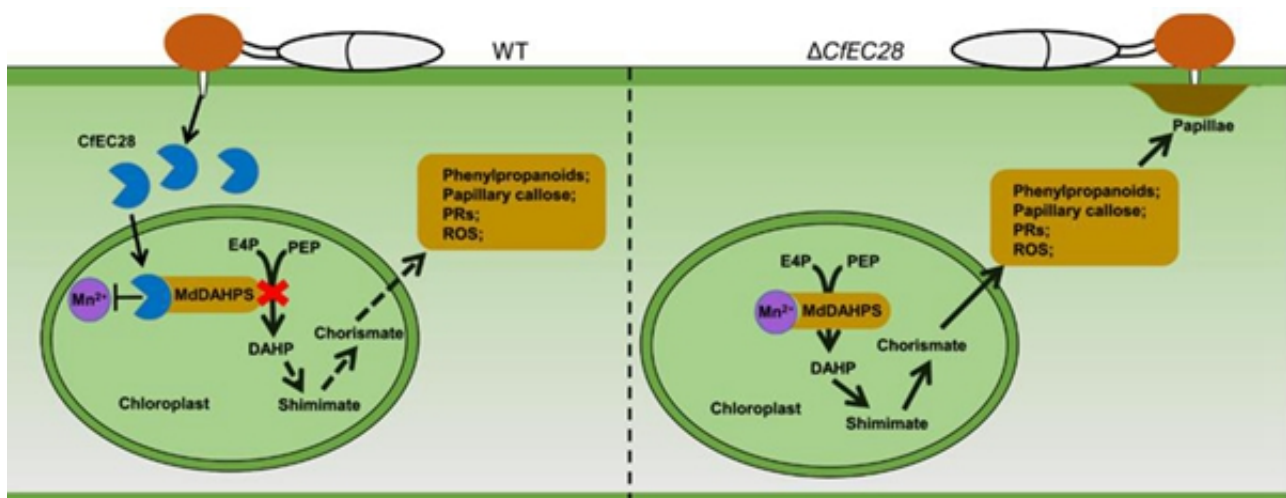 WT
CfEC28
Phenylpropanoids;
Papillary callose;
PRs;
ROS;
E4P PEP
Mn²⁺ MdDAHPS
Chorismate
DAHP
Chloroplast Shimimate
ΔCfEC28
Papillae
Phenylpropanoids;
Papillary callose;
PRs;
ROS;
E4P PEP
Mn²⁺ MdDAHPS
Chorismate
DAHP
Chloroplast
Shimimate